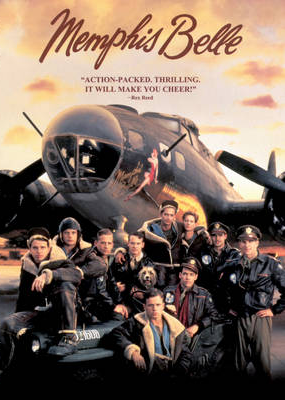 Memphis Belle
"ACTION-PACKED. THRILLING.
IT WILL MAKE YOU CHEER!"
—Rex Reed